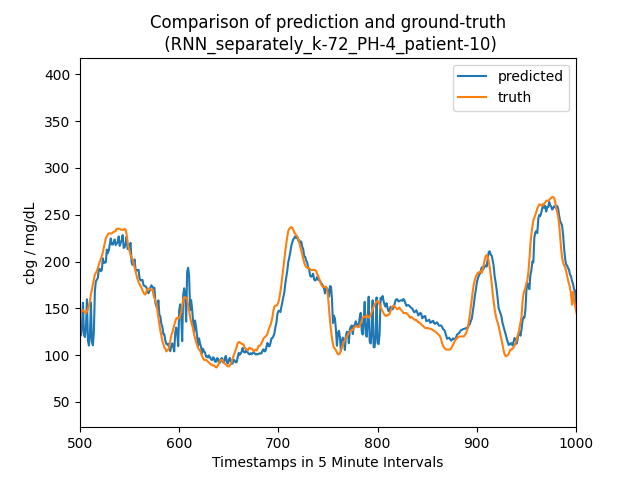 Comparison of prediction and ground-truth
(RNN_separately_k-72_PH-4_patient-10)
predicted
truth
400
350
300
250
200
150
100
50
cbg / mg/dL
500 600 700 800 900 1000
Timestamps in 5 Minute Intervals